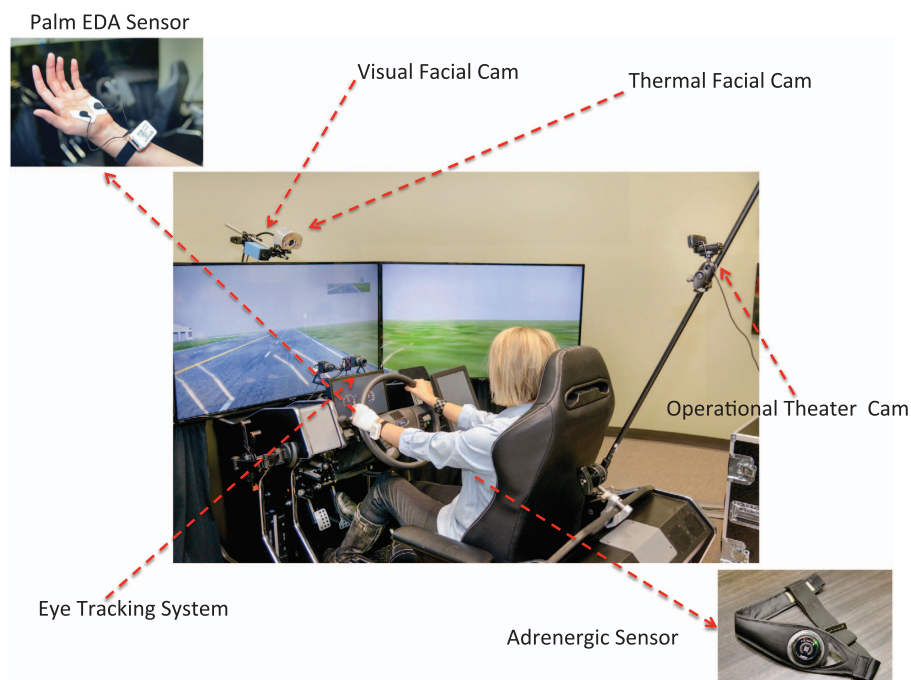 Palm EDA Sensor
Visual Facial Cam
Thermal Facial Cam
Operational Theater Cam
Eye Tracking System
Adrenergic Sensor